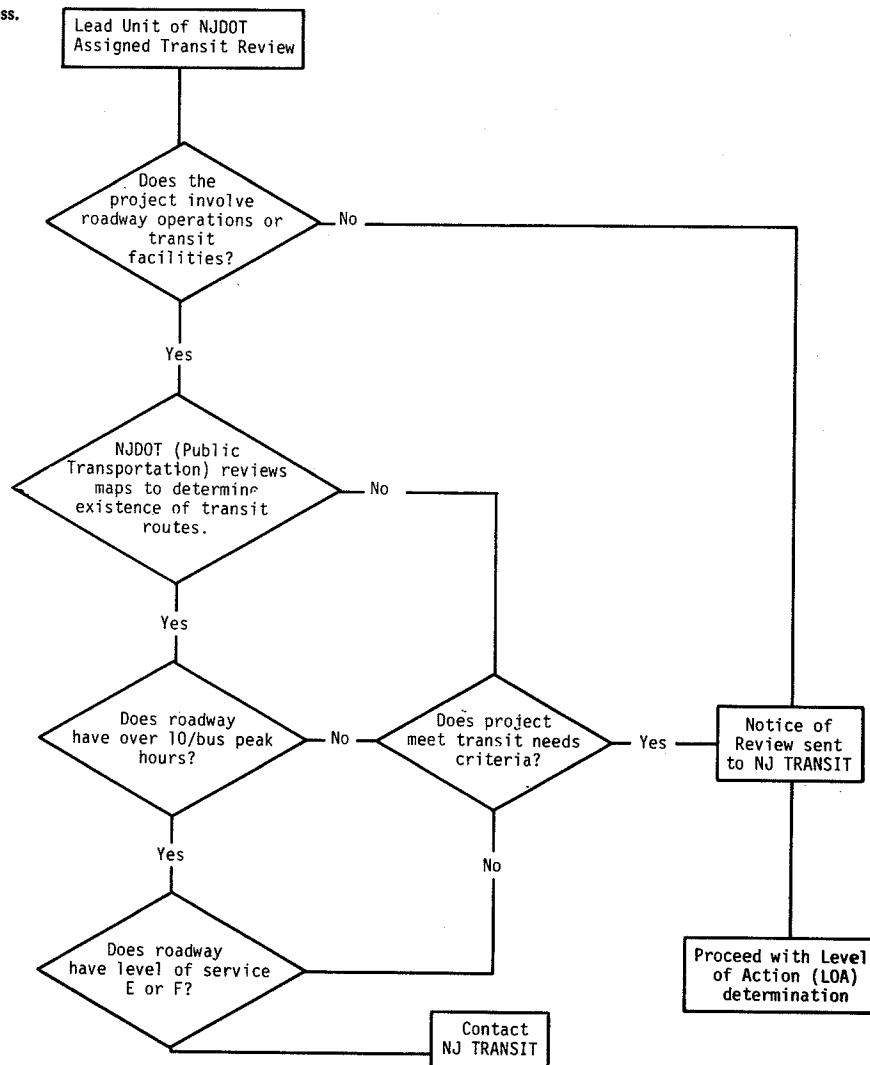 ss.
Lead Unit of NJDOT
Assigned Transit Review
Does the
project involve
roadway operations or
transit
facilities?
No
Yes
NJDOT (Public
Transportation) reviews
maps to determine
existence of transit
routes.
No
Yes
Does roadway
have over 10/bus peak
hours?
No
Does project
meet transit needs
criteria?
Yes
Notice of
Review sent
to NJ TRANSIT
Yes
No
Does roadway
have level of service
E or F?
Proceed with Level
of Action (LOA)
determination
Contact
NJ TRANSIT